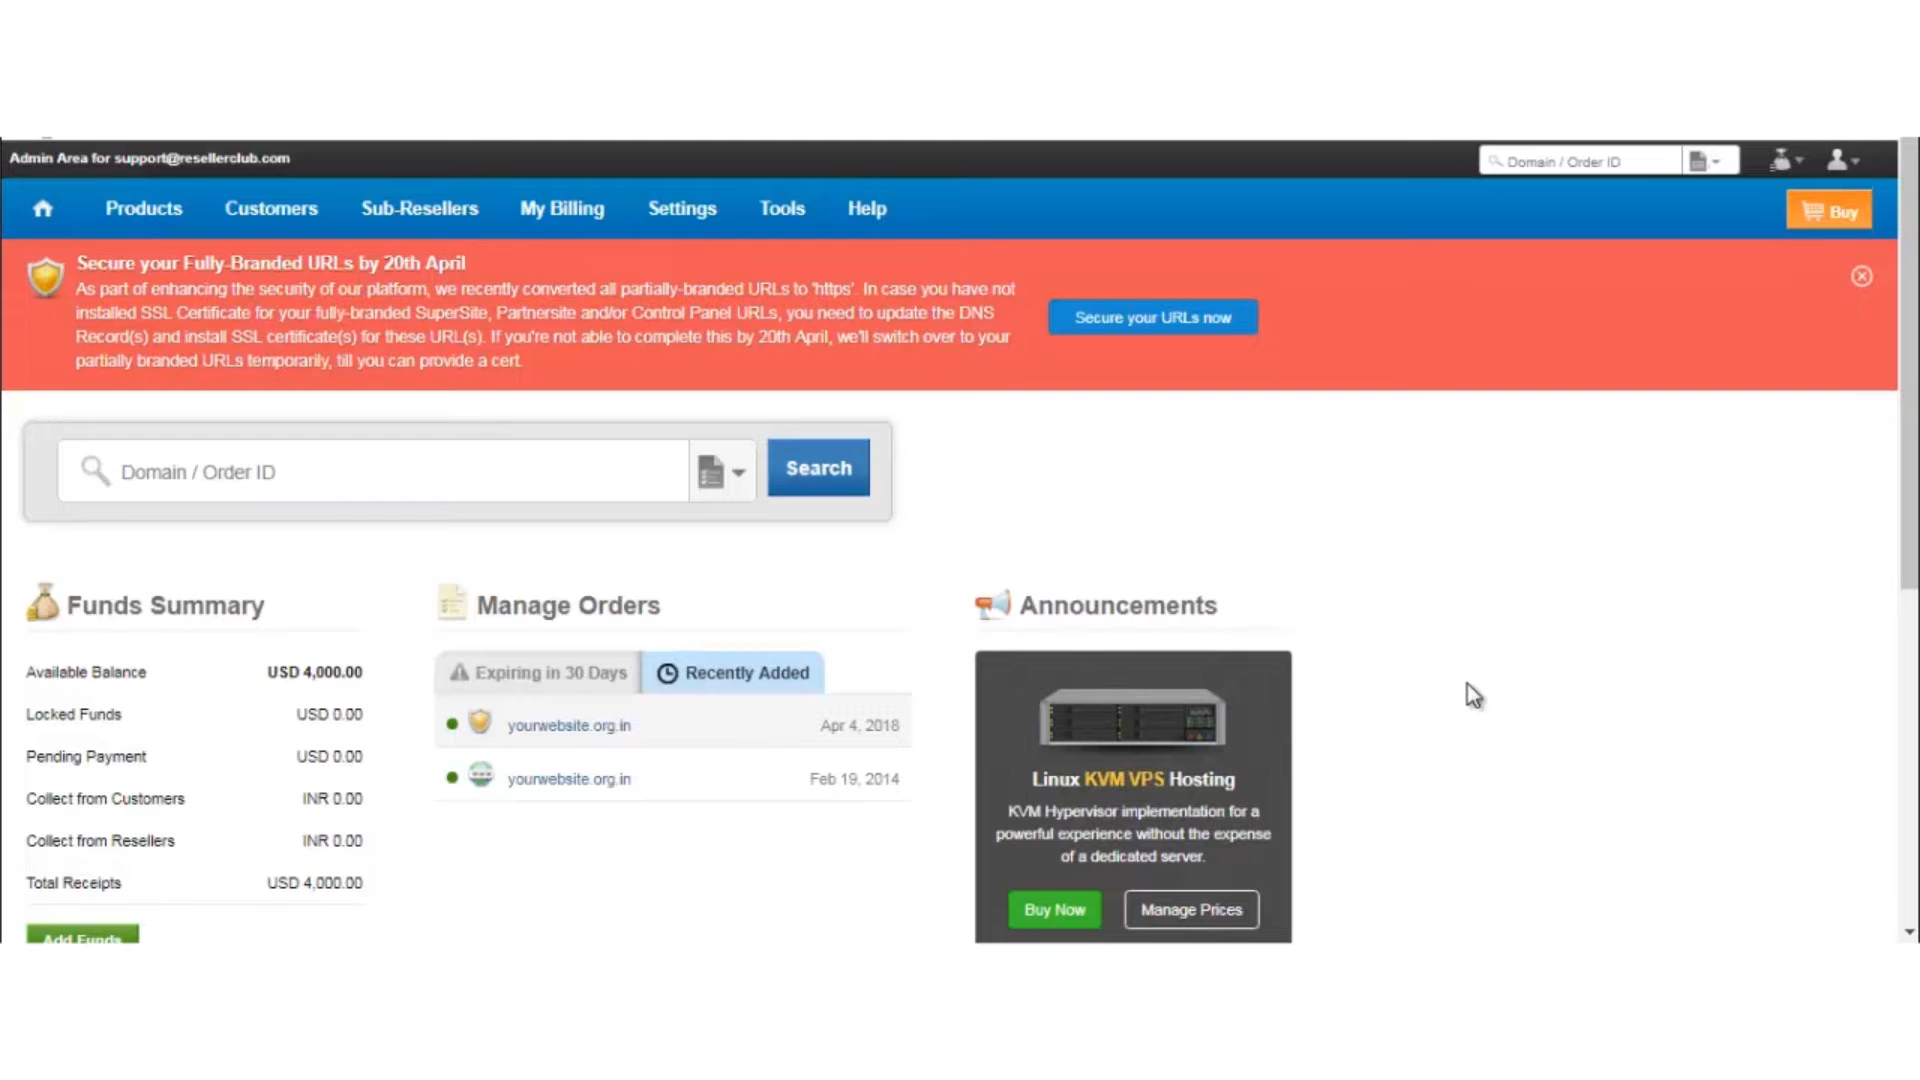 Admin Area for support@resellerclub.com
Domain / Order ID
Products Customers Sub-Resellers My Billing Settings Tools Help
Buy
Secure your Fully-Branded URLs by 20th April
As part of enhancing the security of our platform, we recently converted all partially-branded URLs to 'https'. In case you have not
installed SSL Certificate for your fully-branded SuperSite, Partnersite and/or Control Panel URLs, you need to update the DNS
Record(s) and install SSL certificate(s) for these URL(s). If you're not able to complete this by 20th April, we'll switch over to your
partially branded URLs temporarily, till you can provide a cert.
Secure your URLs now
Domain / Order ID
Search
Funds Summary
Available Balance USD 4,000.00
Locked Funds USD 0.00
Pending Payment USD 0.00
Collect from Customers INR 0.00
Collect from Resellers INR 0.00
Total Receipts USD 4,000.00
Add Funds
Manage Orders
Expiring in 30 Days Recently Added
yourwebsite.org.in Apr 4, 2018
yourwebsite.org.in Feb 19, 2014
Announcements
Linux KVM VPS Hosting
KVM Hypervisor implementation for a
powerful experience without the expense
of a dedicated server.
Buy Now Manage Prices